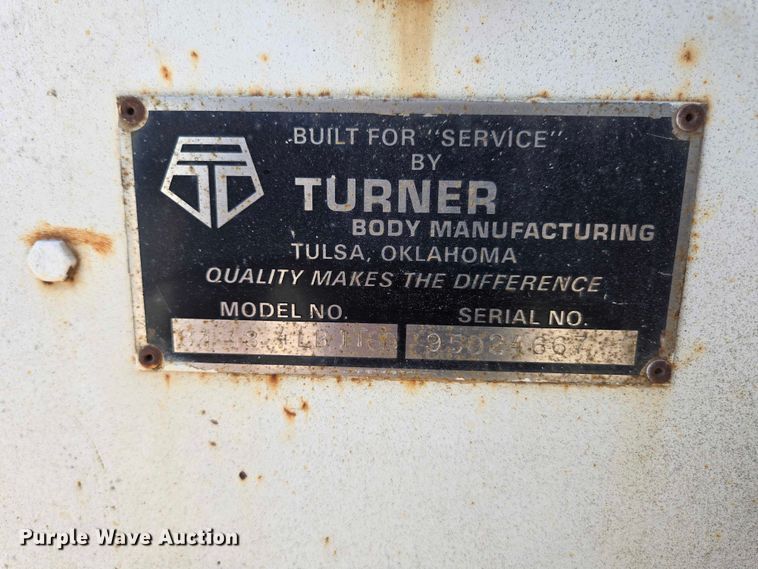 BUILT FOR "SERVICE"
BY
TURNER
BODY MANUFACTURING
TULSA, OKLAHOMA
QUALITY MAKES THE DIFFERENCE
MODEL NO. SERIAL NO.
Purple Wave Auction